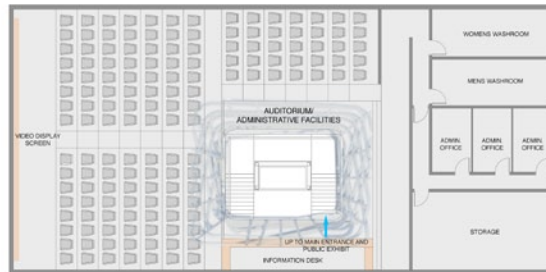 WOMENS WASHROOM
MENS WASHROOM
AUDITORIUM/
ADMINISTRATIVE FACILITIES
VIDEO DISPLAY
SCREEN
ADMIN
OFFICE
ADMIN
OFFICE
ADMIN
OFFICE
STORAGE
UP TO MAIN ENTRANCE AND
PUBLIC EXHIBIT
INFORMATION DESK